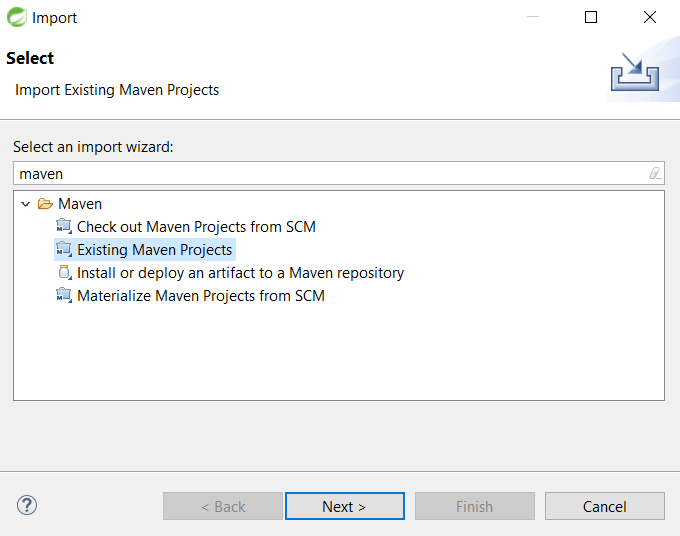 Import
Select
Import Existing Maven Projects
Select an import wizard:
maven
Maven
Check out Maven Projects from SCM
Existing Maven Projects
Install or deploy an artifact to a Maven repository
Materialize Maven Projects from SCM
?
< Back
Next >
Finish
Cancel